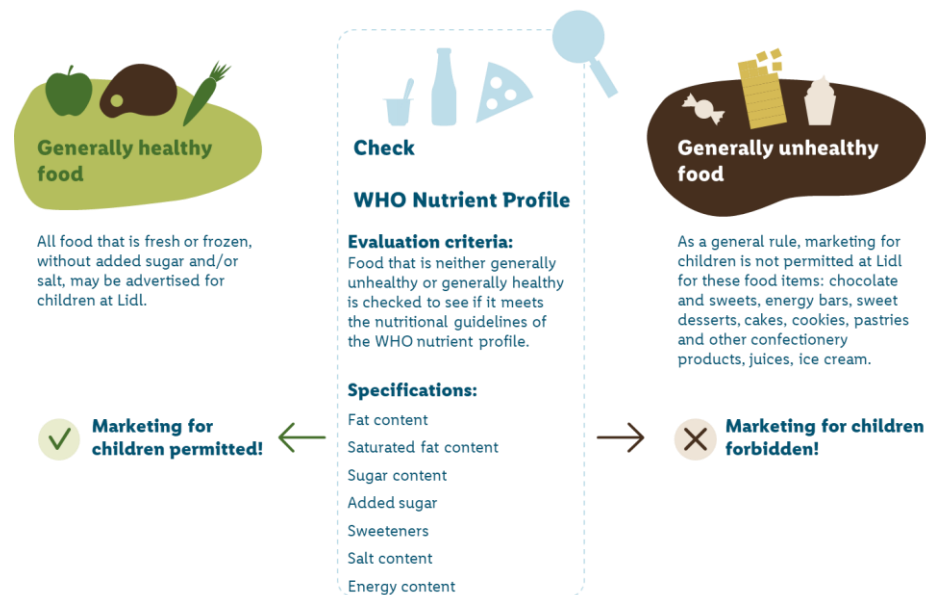 Generally healthy
food
All food that is fresh or frozen,
without added sugar and/or
salt, may be advertised for
children at Lidl.
Marketing for
children permitted!
Check
WHO Nutrient Profile
Evaluation criteria:
Food that is neither generally
unhealthy or generally healthy
is checked to see if it meets
the nutritional guidelines of
the WHO nutrient profile.
Specifications:
Fat content
Saturated fat content
Sugar content
Added sugar
Sweeteners
Salt content
Energy content
Generally unhealthy
food
As a general rule, marketing for
children is not permitted at Lidl
for these food items: chocolate
and sweets, energy bars, sweet
desserts, cakes, cookies, pastries
and other confectionery
products, juices, ice cream.
Marketing for children
forbidden!